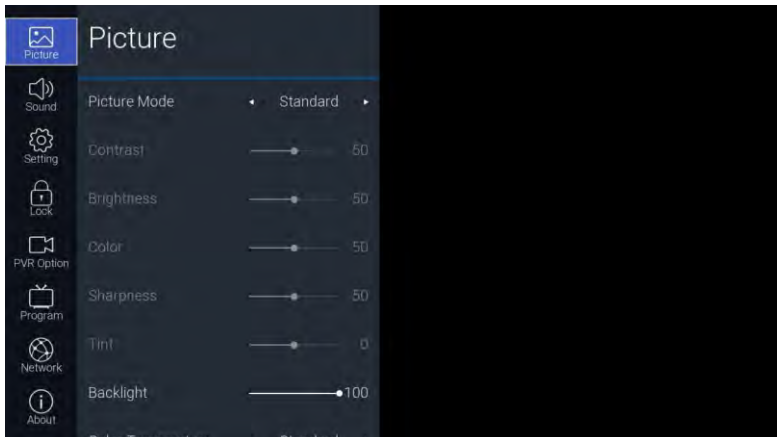 Picture
Sound
Setting
Lock
PVR Option
Program
Network
About
Picture
Picture Mode Standard
Contrast 50
Brightness 50
Color 50
Sharpness 50
Tint 0
Backlight 100